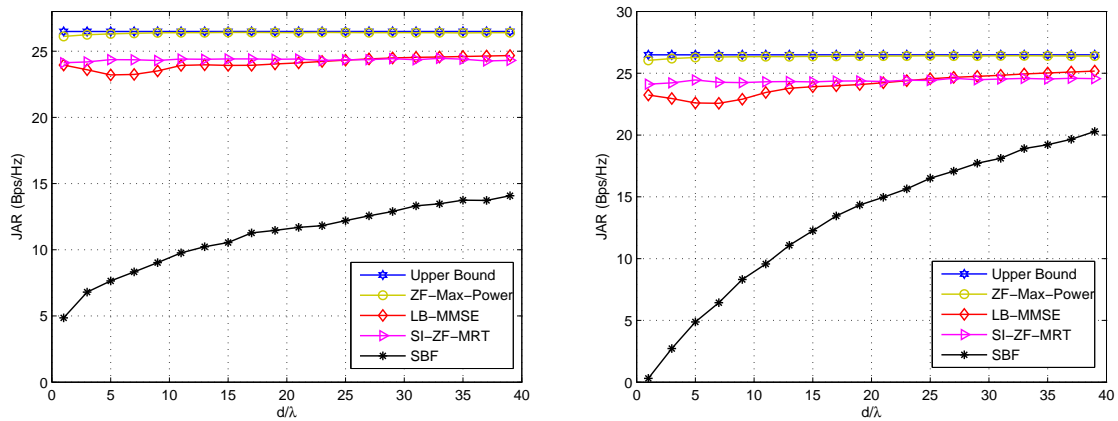 25
20
15
10
5
0
JAR (Bps/Hz)
0 5 10 15 20 25 30 35 40
d/λ
Upper Bound
ZF−Max−Power
LB−MMSE
SI−ZF−MRT
SBF
30
25
20
15
10
5
0
JAR (Bps/Hz)
0 5 10 15 20 25 30 35 40
d/λ
Upper Bound
ZF−Max−Power
LB−MMSE
SI−ZF−MRT
SBF